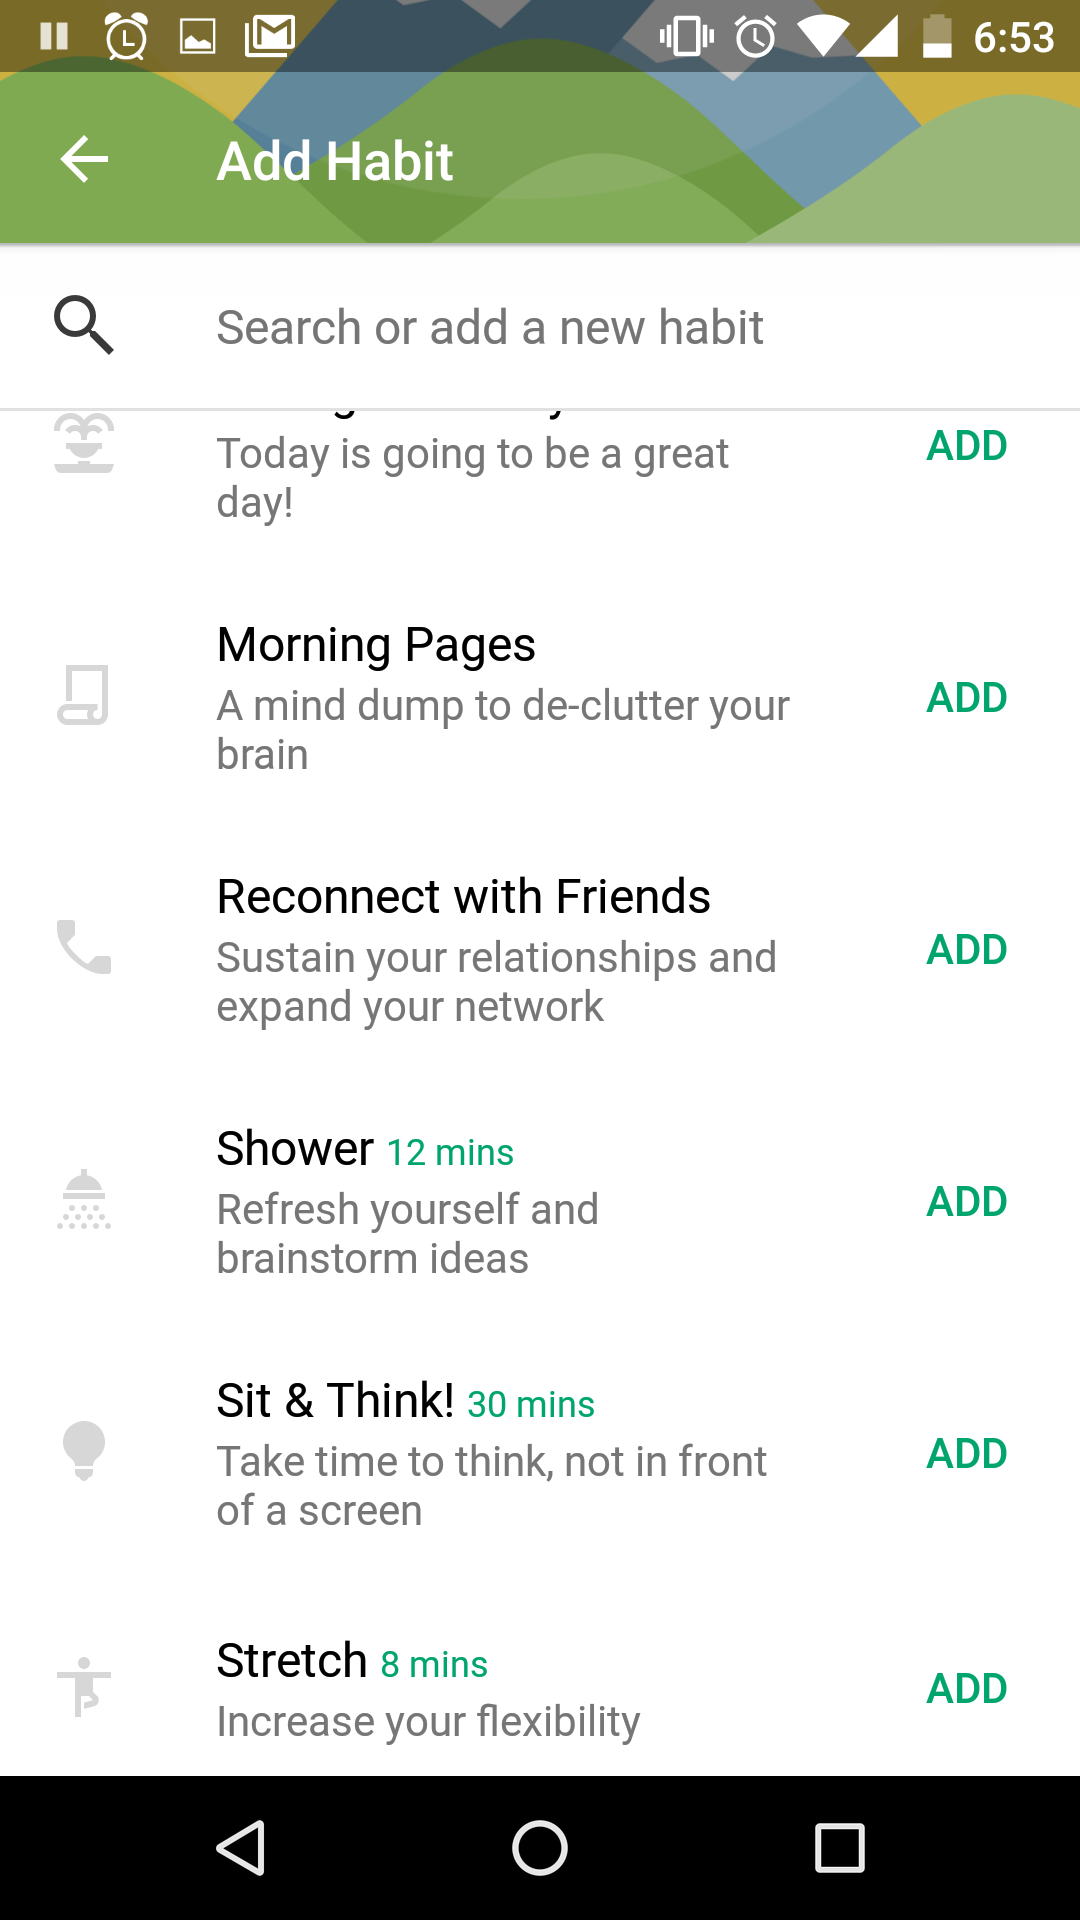 6:53
Add Habit
Search or add a new habit
Today is going to be a great
day!
ADD
Morning Pages
A mind dump to de-clutter your
brain
ADD
Reconnect with Friends
Sustain your relationships and
expand your network
ADD
Shower 12 mins
Refresh yourself and
brainstorm ideas
ADD
Sit & Think! 30 mins
Take time to think, not in front
of a screen
ADD
Stretch 8 mins
Increase your flexibility
ADD